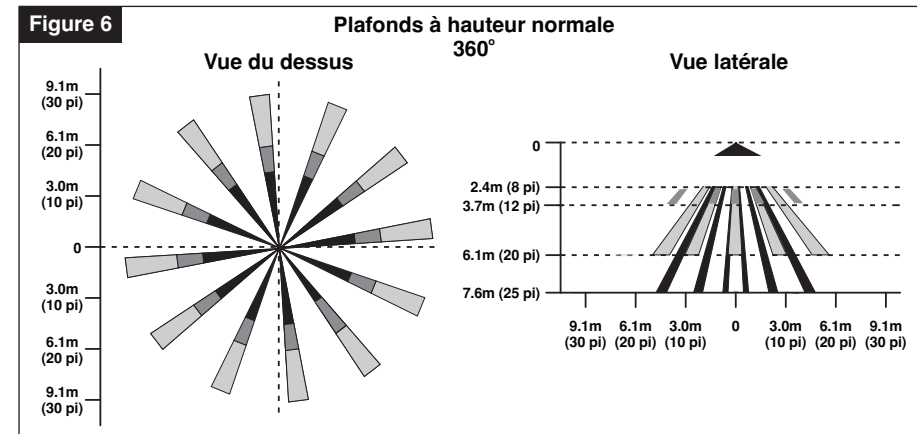 Figure 6
Plafonds à hauteur normale
360°
Vue du dessus
9.1m
(30 pi)
6.1m
(20 pi)
3.0m
(10 pi)
0
3.0m
(10 pi)
6.1m
(20 pi)
9.1m
(30 pi)
Vue latérale
0
2.4m (8 pi)
3.7m (12 pi)
6.1m (20 pi)
7.6m (25 pi)
9.1m 6.1m 3.0m 0 3.0m 6.1m 9.1m
(30 pi) (20 pi) (10 pi) (10 pi) (20 pi) (30 pi)